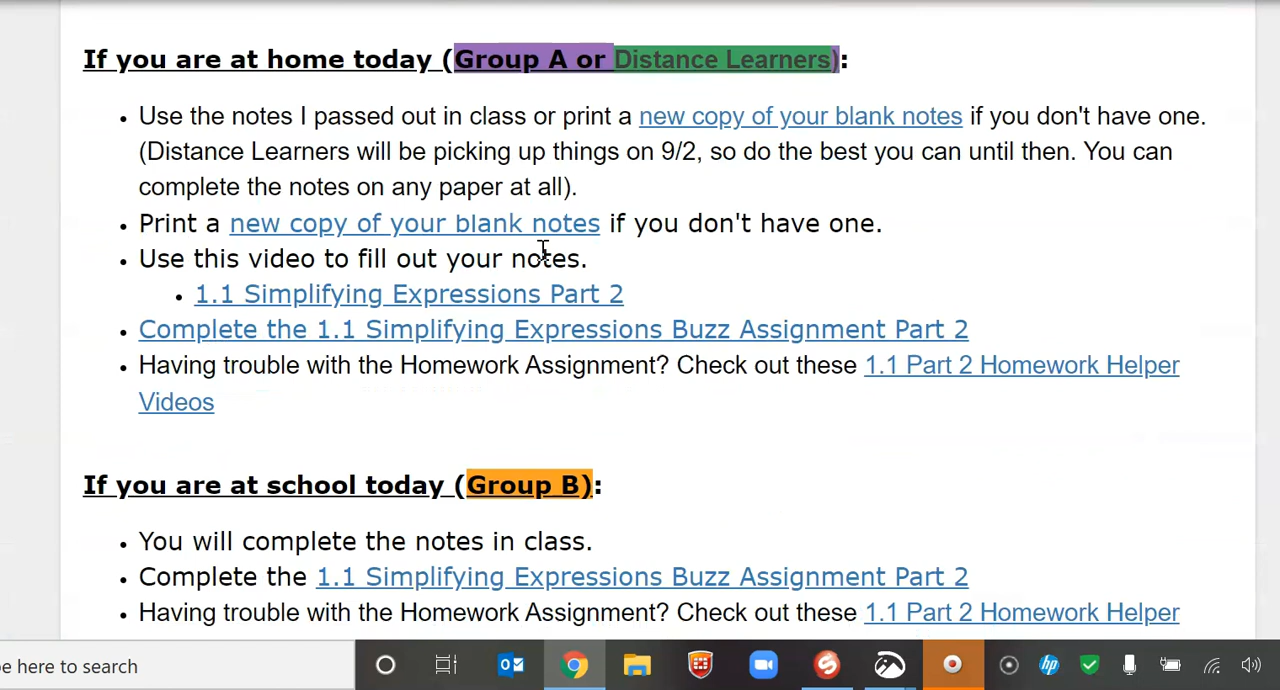 If you are at home today (Group A or Distance Learners):
Use the notes I passed out in class or print a new copy of your blank notes if you don't have one.
(Distance Learners will be picking up things on 9/2, so do the best you can until then. You can
complete the notes on any paper at all).
Print a new copy of your blank notes if you don't have one.
Use this video to fill out your notes.
1.1 Simplifying Expressions Part 2
Complete the 1.1 Simplifying Expressions Buzz Assignment Part 2
Having trouble with the Homework Assignment? Check out these 1.1 Part 2 Homework Helper
Videos
If you are at school today (Group B):
You will complete the notes in class.
Complete the 1.1 Simplifying Expressions Buzz Assignment Part 2
Having trouble with the Homework Assignment? Check out these 1.1 Part 2 Homework Helper
e here to search
hp